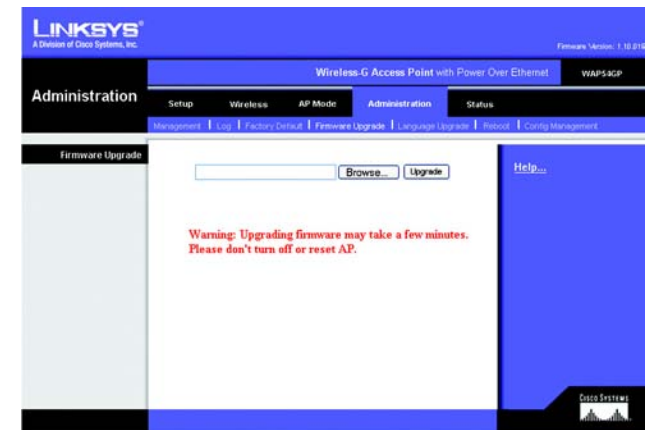 LINKSYS®
A Division of Cisco Systems, Inc.
Firmware Version: 1.10.019
Wireless-G Access Point with Power Over Ethernet
WAP54GP
Administration
Setup Wireless AP Mode Administration Status
Management | Log | Factory Default | Firmware Upgrade | Language Upgrade | Reboot | Config Management
Firmware Upgrade
Browse... Upgrade
Help...
Warning: Upgrading firmware may take a few minutes.
Please don't turn off or reset AP.
CISCO SYSTEMS